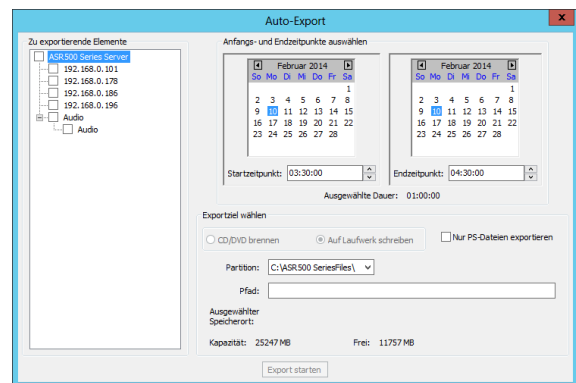 Auto-Export
x
Zu exportierende Elemente
ASR500 Series Server
192.168.0.101
192.168.0.178
192.168.0.186
192.168.0.196
Audio
Audio
Anfangs- und Endzeitpunkte auswählen
Februar 2014
So Mo Di Mi Do Fr Sa
1
2 3 4 5 6 7 8
9 10 11 12 13 14 15
16 17 18 19 20 21 22
23 24 25 26 27 28
Startzeitpunkt: 03:30:00
Februar 2014
So Mo Di Mi Do Fr Sa
1
2 3 4 5 6 7 8
9 10 11 12 13 14 15
16 17 18 19 20 21 22
23 24 25 26 27 28
Endzeitpunkt: 04:30:00
Ausgewählte Dauer: 01:00:00
Exportziel wählen
CD/DVD brennen Auf Laufwerk schreiben Nur PS-Dateien exportieren
Partition: C:\ASR500 SeriesFiles\
Pfad:
Ausgewählter
Speicherort:
Kapazität: 25247 MB Frei: 11757 MB
Export starten